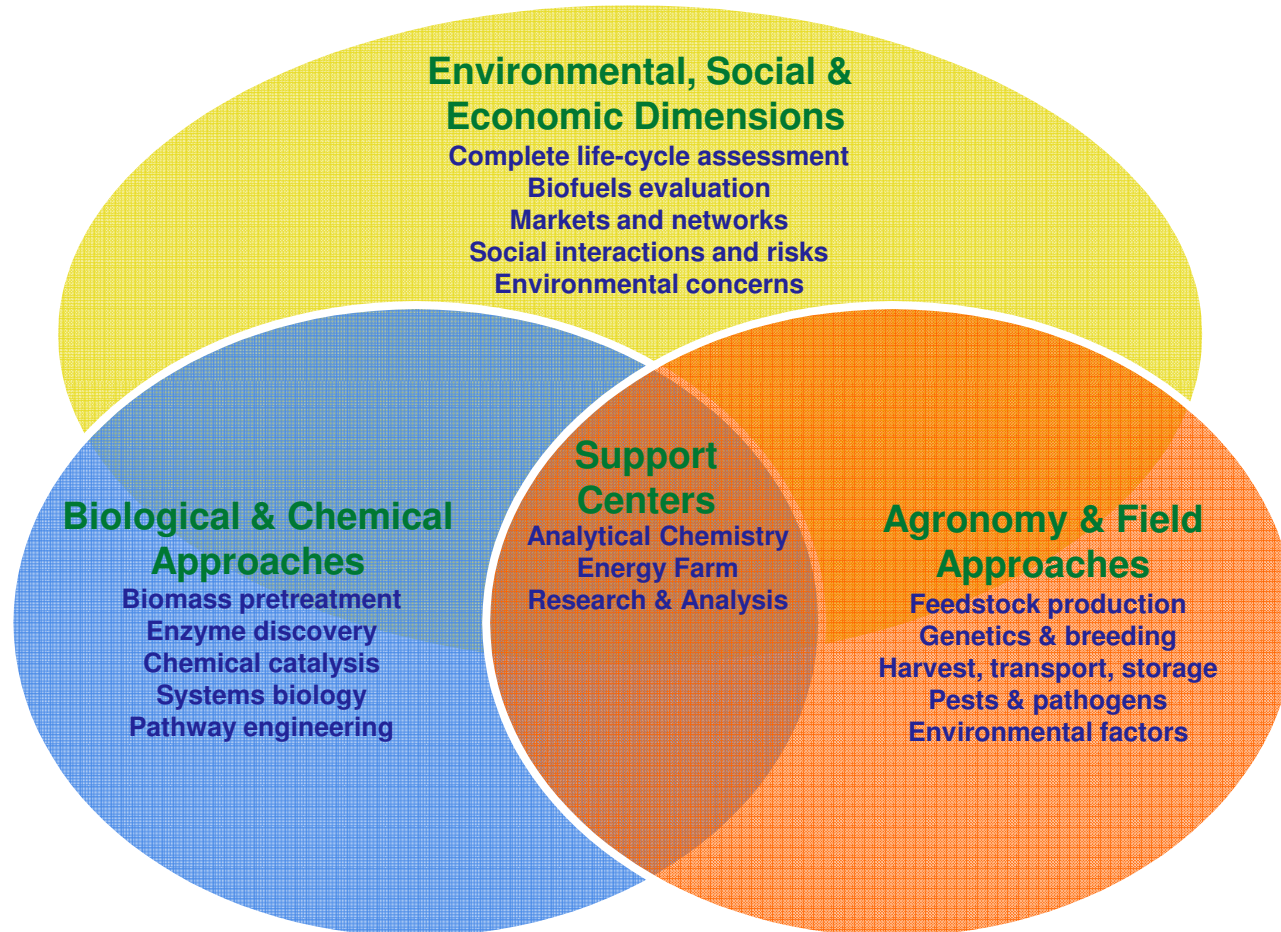 Environmental, Social &
Economic Dimensions
Complete life-cycle assessment
Biofuels evaluation
Markets and networks
Social interactions and risks
Environmental concerns
Biological & Chemical
Approaches
Biomass pretreatment
Enzyme discovery
Chemical catalysis
Systems biology
Pathway engineering
Support
Centers
Analytical Chemistry
Energy Farm
Research & Analysis
Agronomy & Field
Approaches
Feedstock production
Genetics & breeding
Harvest, transport, storage
Pests & pathogens
Environmental factors